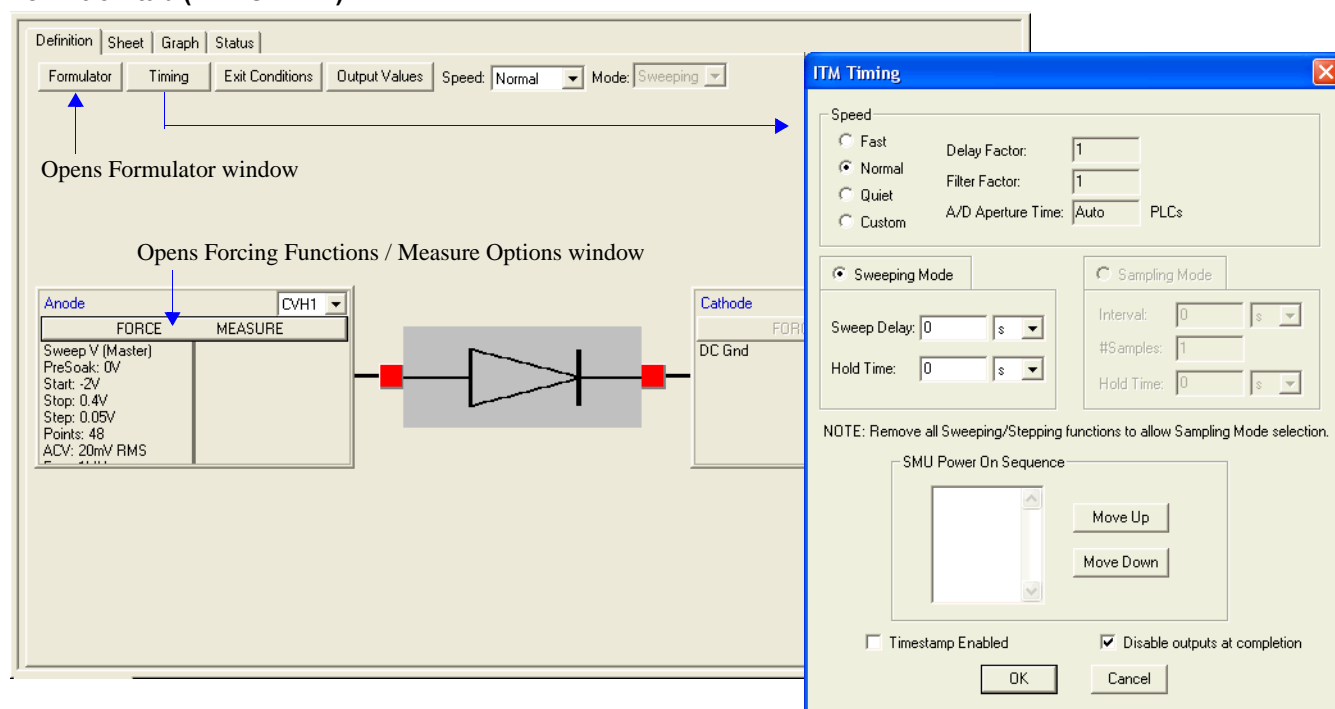 Definition Sheet Graph Status
Formulator Timing Exit Conditions Output Values Speed: Normal Mode: Sweeping
Opens Formulator window
Opens Forcing Functions / Measure Options window
Anode CVH1
FORCE MEASURE
Sweep V (Master)
PreSoak: 0V
Start: -2V
Stop: 0.4V
Step: 0.05V
Points: 48
ACV: 20mV RMS
Cathode
DC Gnd
ITM Timing
Speed
Fast
Normal
Quiet
Custom
Delay Factor: 1
Filter Factor: 1
A/D Aperture Time: Auto PLCs
Sweeping Mode
Sweep Delay: 0 s
Hold Time: 0 s
Sampling Mode
Interval: 0 s
#Samples: 1
Hold Time: 0 s
NOTE: Remove all Sweeping/Stepping functions to allow Sampling Mode selection.
SMU Power On Sequence
Move Up
Move Down
Timestamp Enabled
Disable outputs at completion
OK Cancel